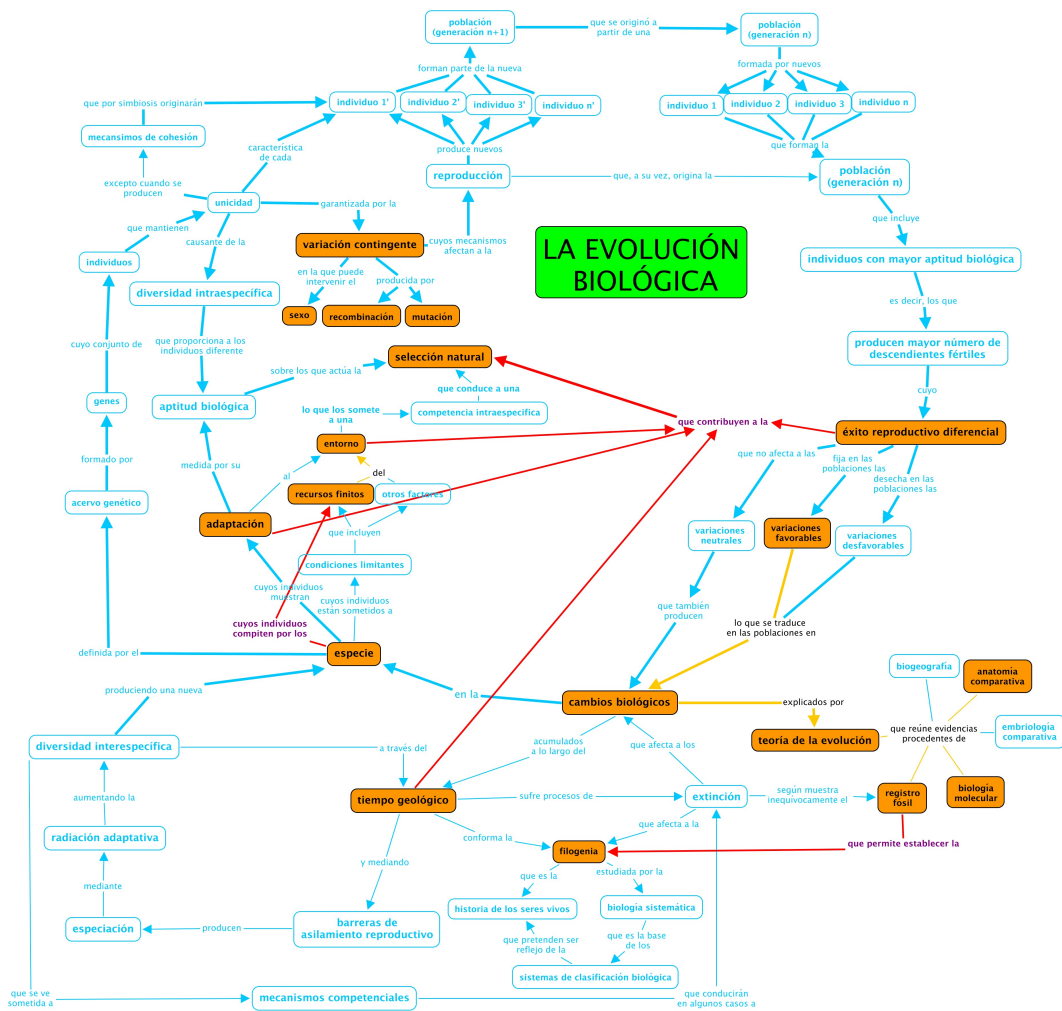 población
(generación n+1)
que se originó a
partir de una
población
(generación n)
forman parte de la nueva
formada por nuevos
que por simbiosis originarán
individuo 1'
individuo 2'
individuo 3'
individuo n'
individuo 1
individuo 2
individuo 3
individuo n
mecansimos de cohesión
característica
de cada
produce nuevos
que forman la
excepto cuando se
producen
reproducción
que, a su vez, origina la
población
(generación n)
unicidad
garantizada por la
que mantienen
causante de la
variación contingente
cuyos mecanismos
afectan a la
LA EVOLUCIÓN
BIOLÓGICA
que incluye
individuos
individuos con mayor aptitud biológica
en la que puede
intervenir el
producida por
diversidad intraespecífica
es decir, los que
sexo
recombinación
mutación
cuyo conjunto de
que proporciona a los
individuos diferente
selección natural
producen mayor número de
descendientes fértiles
sobre los que actúa la
que conduce a una
cuyo
genes
aptitud biológica
lo que los somete
a una
competencia intraespecífica
que contribuyen a la
éxito reproductivo diferencial
entorno
formado por
medida por su
al
del
que no afecta a las
fija en las
poblaciones las
desecha en las
poblaciones las
acervo genético
recursos finitos
otros factores
adaptación
que incluyen
variaciones
neutrales
variaciones
favorables
variaciones
desfavorables
condiciones limitantes
cuyos individuos
muestran
cuyos individuos
están sometidos a
que también
producen
cuyos individuos
compiten por los
lo que se traduce
en las poblaciones en
definida por el
especie
biogeografía
anatomía
comparativa
produciendo una nueva
en la
cambios biológicos
explicados por
que reúne evidencias
procedentes de
embriología
comparativa
diversidad interespecífica
a través del
acumulados
a lo largo del
que afecta a los
teoría de la evolución
aumentando la
tiempo geológico
sufre procesos de
extinción
según muestra
inequivocamente el
registro
fósil
biología
molecular
radiación adaptativa
conforma la
que afecta a la
que permite establecer la
y mediando
filogenia
mediante
que es la
estudiada por la
historia de los seres vivos
biología sistemática
especiación
producen
barreras de
asilamiento reproductivo
que pretenden ser
reflejo de la
que es la base
de los
sistemas de clasificación biológica
que se ve
sometida a
mecanismos competenciales
que conducirán
en algunos casos a